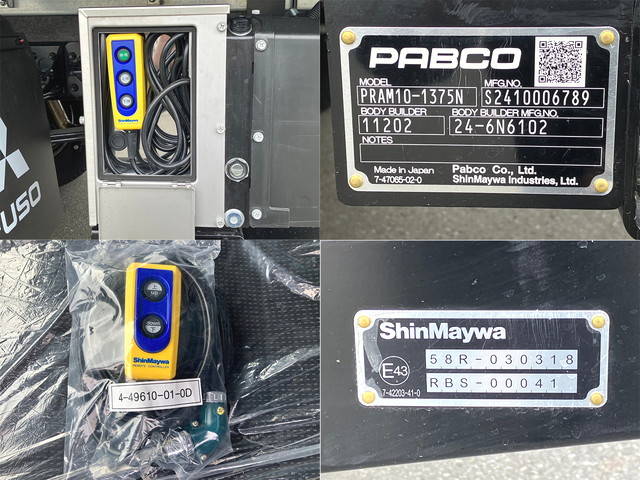 USO
ShinMaywa
PABCO
MODEL MFG.NO.
PRAM10-1375N S2410006789
BODY BUILDER BODY BUILDER MFG.NO.
11202 24-6N6102
NOTES
Made in Japan Pabco Co., Ltd.
7-47065-02-0 ShinMaywa Industries, Ltd.
ShinMaywa
REMOTE CONTROLLER
4-49610-01-0D
ShinMaywa
E43 58R-030318
RBS-00041
7-42203-41-0